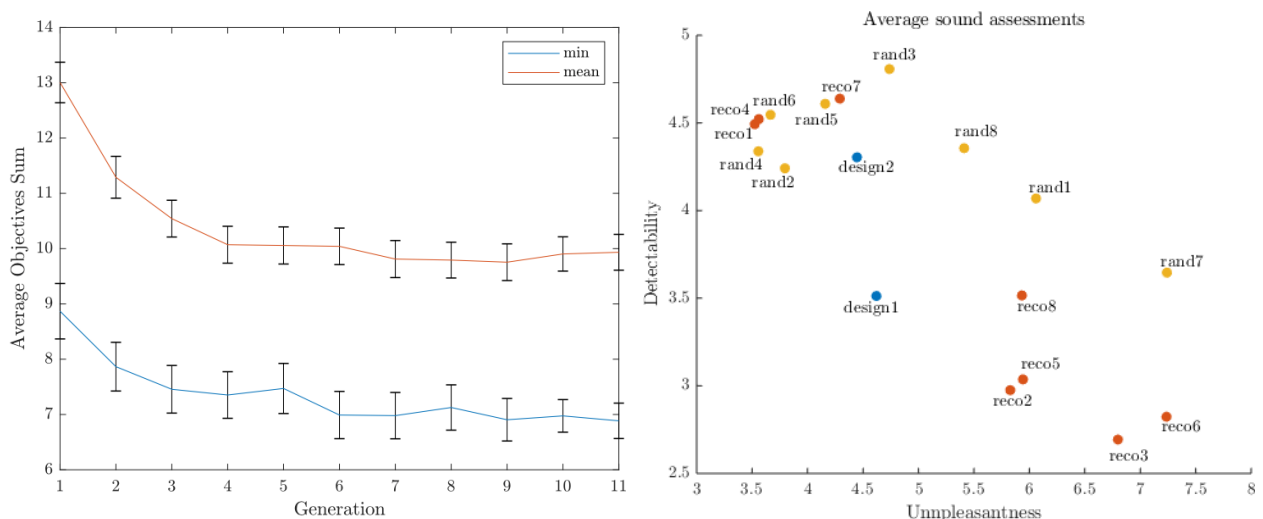 14
13
12
11
10
9
8
7
6
1
2
3
4
5
6
7
8
9
10
11
Average Objectives Sum
Generation
min
mean
Average sound assessments
5
4.5
4
3.5
3
2.5
3
3.5
4
4.5
5
5.5
6
6.5
7
7.5
8
Detectability
Unnpleasantness
rand3
reco7
rand6
reco4
rand5
reco1
rand8
rand4
design2
rand2
rand1
rand7
design1
reco8
reco5
reco2
reco6
reco3